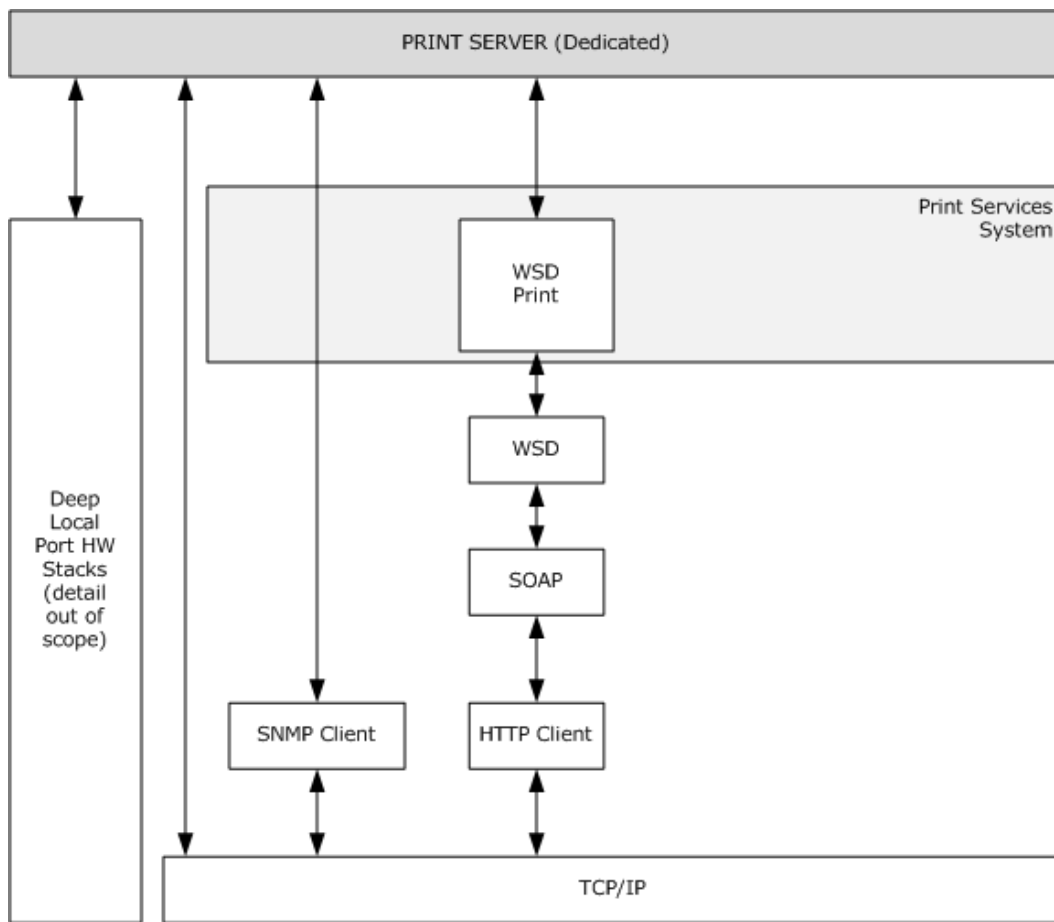 PRINT SERVER (Dedicated)
Print Services
System
WSD
Print
WSD
Deep
Local
Port HW
Stacks
(detail
out of
scope)
SOAP
SNMP Client
HTTP Client
TCP/IP